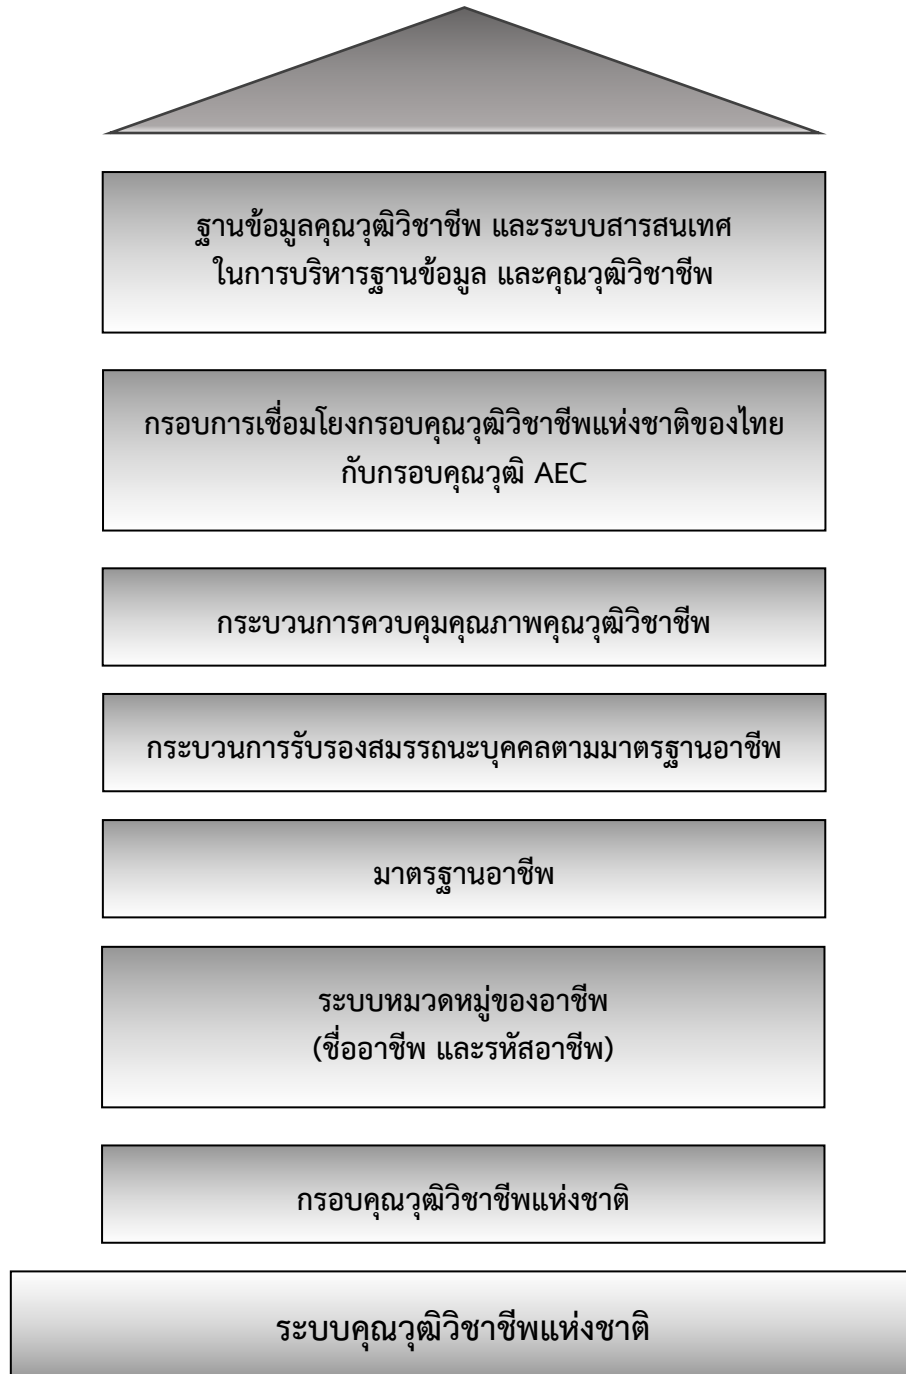 ฐานข้อมูลคุณวุฒิวิชาชีพ และระบบสารสนเทศ
ในการบริหารฐานข้อมูล และคุณวุฒิวิชาชีพ
กรอบการเชื่อมโยงกรอบคุณวุฒิวิชาชีพแห่งชาติของไทย
กับกรอบคุณวุฒิ AEC
กระบวนการควบคุมคุณภาพคุณวุฒิวิชาชีพ
กระบวนการรับรองสมรรถนะบุคคลตามมาตรฐานอาชีพ
มาตรฐานอาชีพ
ระบบหมวดหมู่ของอาชีพ
(ชื่ออาชีพ และรหัสอาชีพ)
กรอบคุณวุฒิวิชาชีพแห่งชาติ
ระบบคุณวุฒิวิชาชีพแห่งชาติ